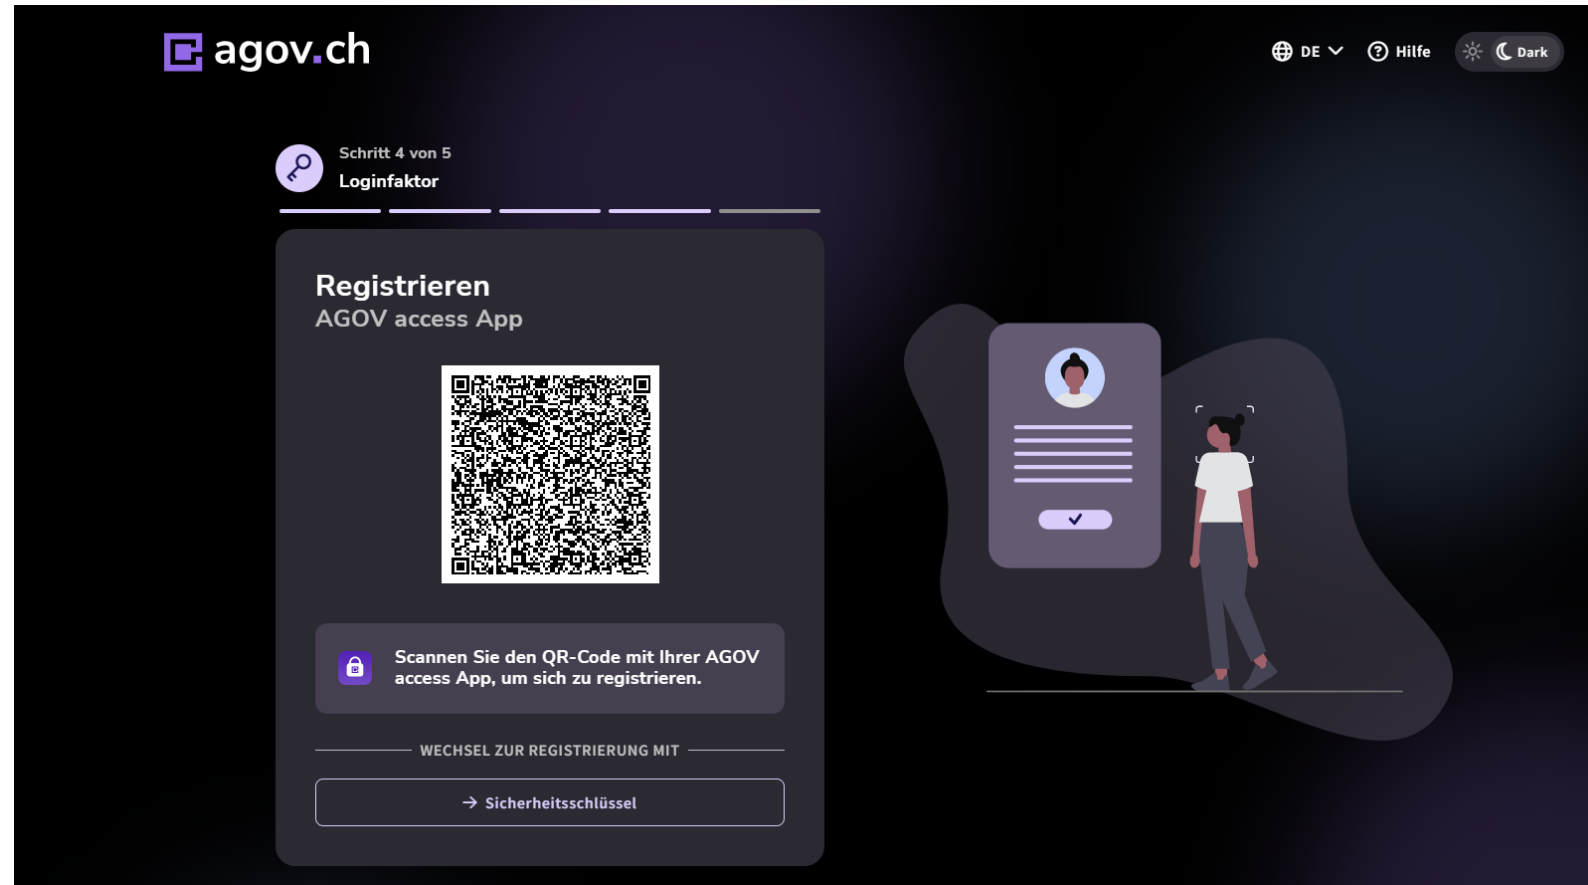 agov.ch
DE
Hilfe
Dark
Schritt 4 von 5
Loginfaktor
Registrieren
AGOV access App
Scannen Sie den QR-Code mit Ihrer AGOV
access App, um sich zu registrieren.
WECHSEL ZUR REGISTRIERUNG MIT
→ Sicherheitsschlüssel